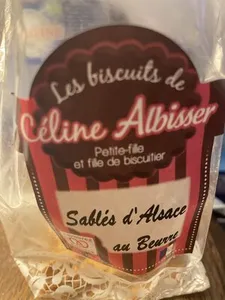 Les biscuits de
Céline Albisser
Petite-fille
et fille de biscuitier
Sablés d'Alsace
au Beurre